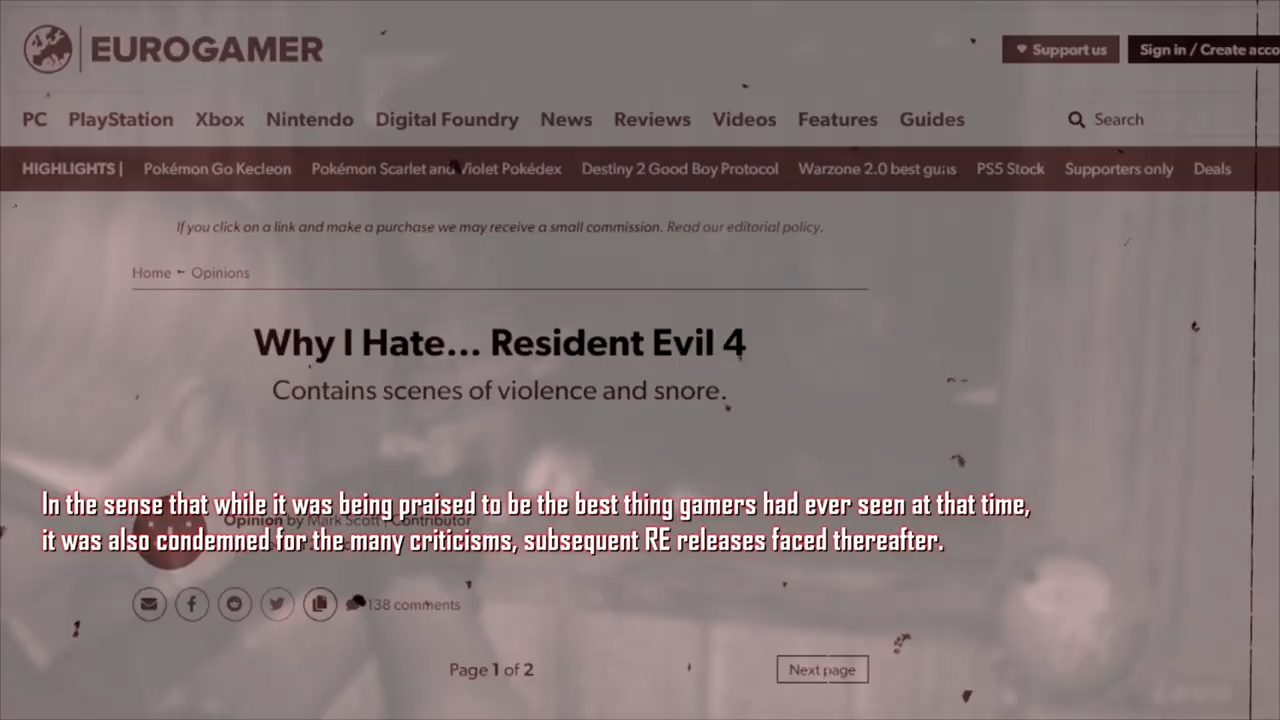 EUROGAMER
Support us
Sign in / Create acco
PC PlayStation Xbox Nintendo Digital Foundry News Reviews Videos Features Guides Search
HIGHLIGHTS | Pokémon Go Kecleon Pokémon Scarlet and Violet Pokédex Destiny 2 Good Boy Protocol Warzone 2.0 best guns PS5 Stock Supporters only Deals
If you click on a link and make a purchase we may receive a small commission. Read our editorial policy.
Home Opinions
Why I Hate... Resident Evil 4
Contains scenes of violence and snore.
In the sense that while it was being praised to be the best thing gamers had ever seen at that time,
Opinion by Mark Scott | Contributor
it was also condemned for the many criticisms, subsequent RE releases faced thereafter.
138 comments
Page 1 of 2
Next page